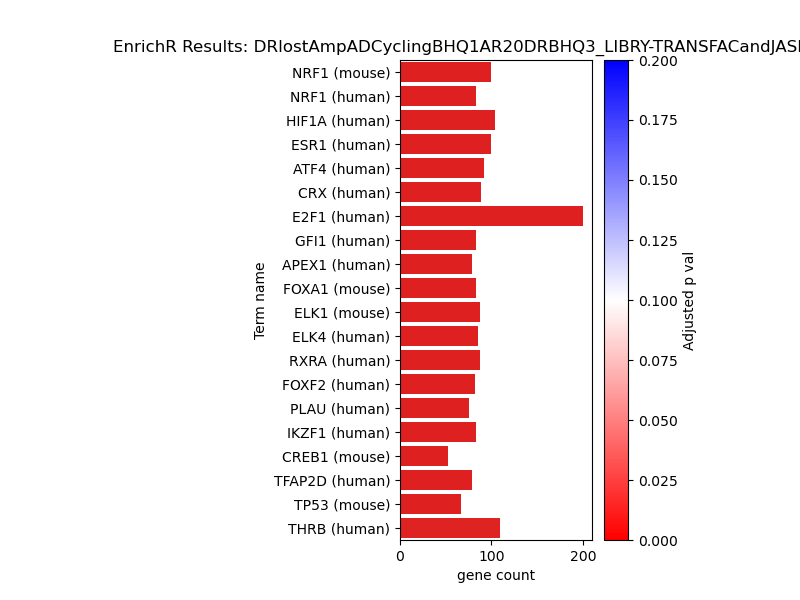 EnrichR Results: DRlostAmpADCyclingBHQ1AR20DRBHQ3_LIBRY-TRANSFACandJASI
NRF1 (mouse)
NRF1 (human)
HIF1A (human)
ESR1 (human)
ATF4 (human)
CRX (human)
E2F1 (human)
GFI1 (human)
APEX1 (human)
FOXA1 (mouse)
ELK1 (mouse)
ELK4 (human)
RXRA (human)
FOXF2 (human)
PLAU (human)
IKZF1 (human)
CREB1 (mouse)
TFAP2D (human)
TP53 (mouse)
THRB (human)
Term name
0 100 200
gene count
0.200
0.175
0.150
0.125
0.100
0.075
0.050
0.025
0.000
Adjusted p val